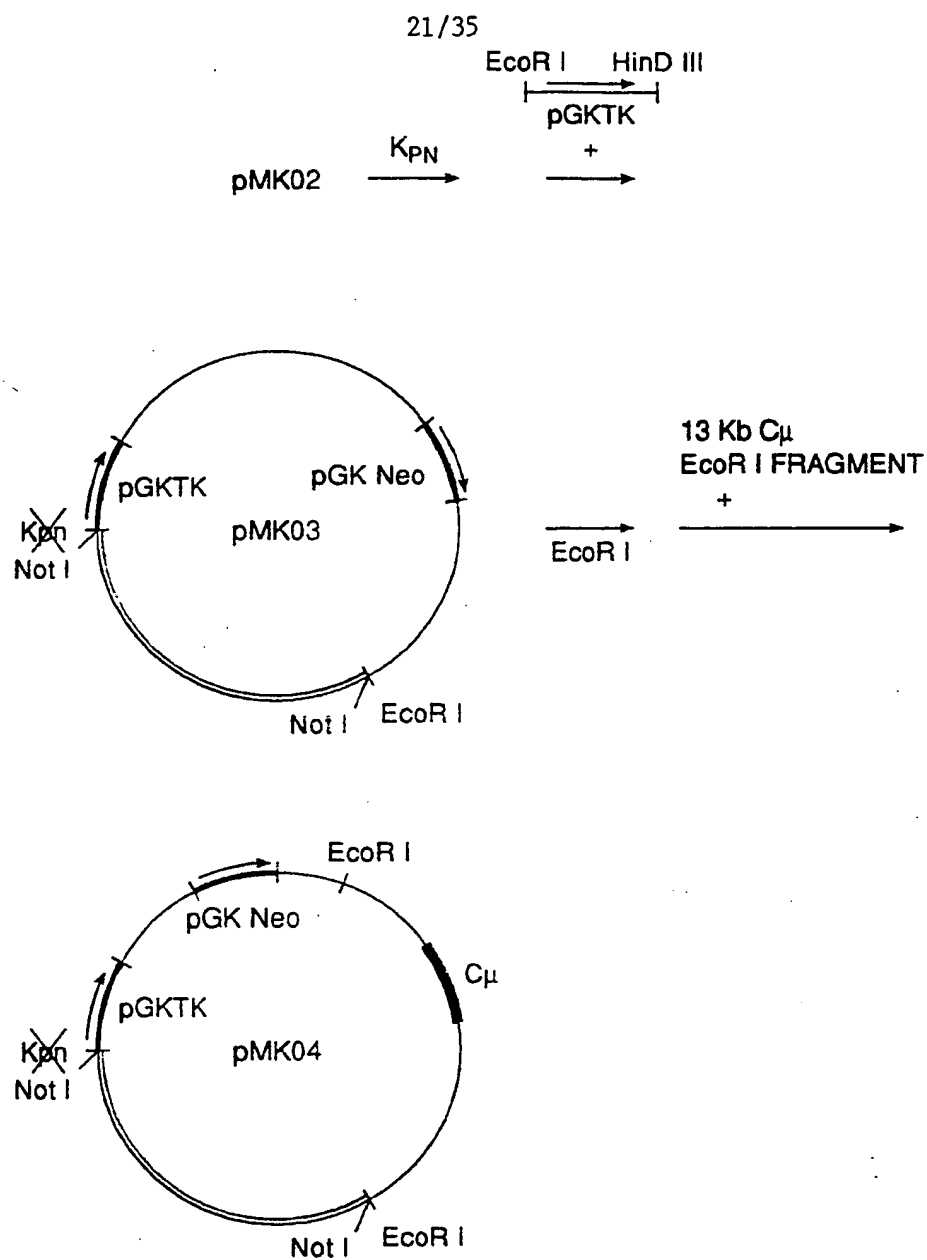 21/35
EcoR I HinD III
pGKTK
+
pMK02 KPN
pGKTK
pGK Neo
Kpn
Not I
pMK03
13 Kb Cμ
EcoR I FRAGMENT
+
EcoR I
Not I EcoR I
EcoR I
pGK Neo
Cμ
pGKTK
Kpn
Not I
pMK04
Not I EcoR I